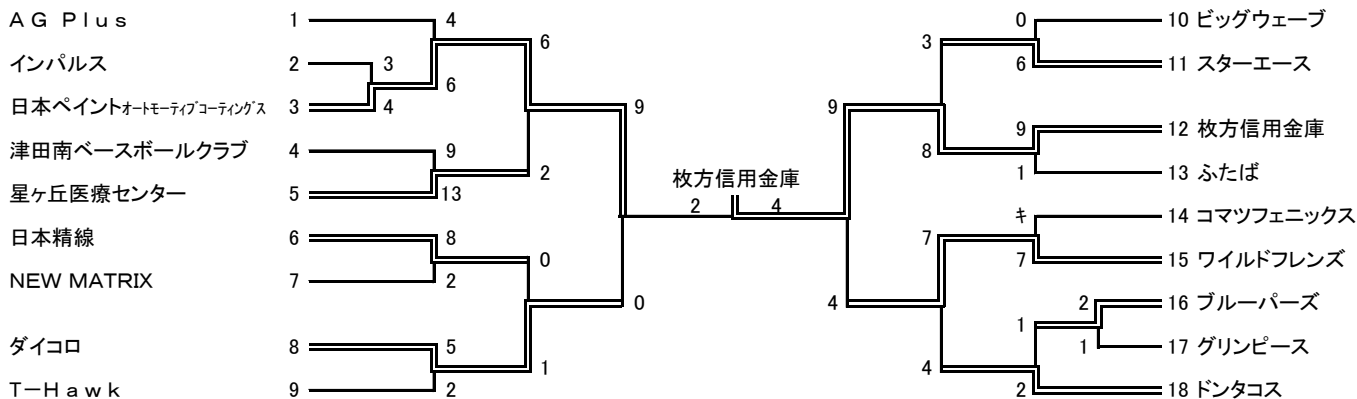 ＡＧ Ｐｌｕｓ 1 4 0 10 ビッグウェーブ
6 3
インパルス 2 3 6 11 スターエース
6
日本ペイントオートモーティブコーティングス 3 4 9 9 9 12 枚方信用金庫
津田南ベースボールクラブ 4 9 8
2 1 13 ふたば
枚方信用金庫
星ヶ丘医療センター 5 13
2 4 キ 14 コマツフェニックス
日本精線 6 8 7
0 7 15 ワイルドフレンズ
NEW MATRIX 7 2
0 4 2 16 ブルーパーズ
1
ダイコロ 8 5 1 17 グリンピース
1 4
Ｔ－Ｈａｗｋ 9 2 2 18 ドンタコス